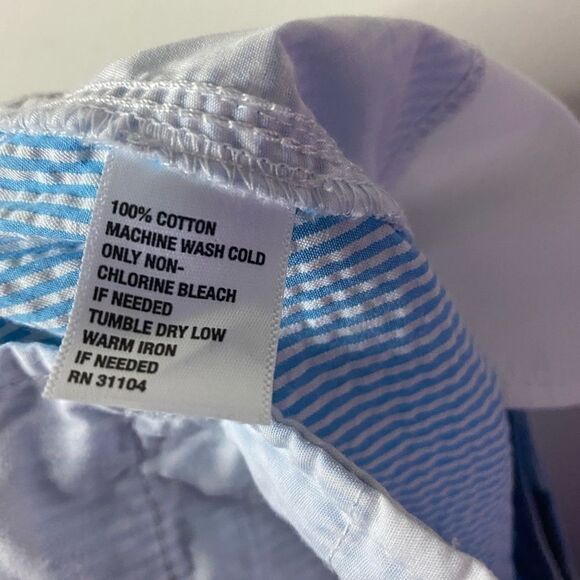 100% COTTON
MACHINE WASH COLD
ONLY NON-
CHLORINE BLEACH
IF NEEDED
TUMBLE DRY LOW
WARM IRON
IF NEEDED
RN 31104